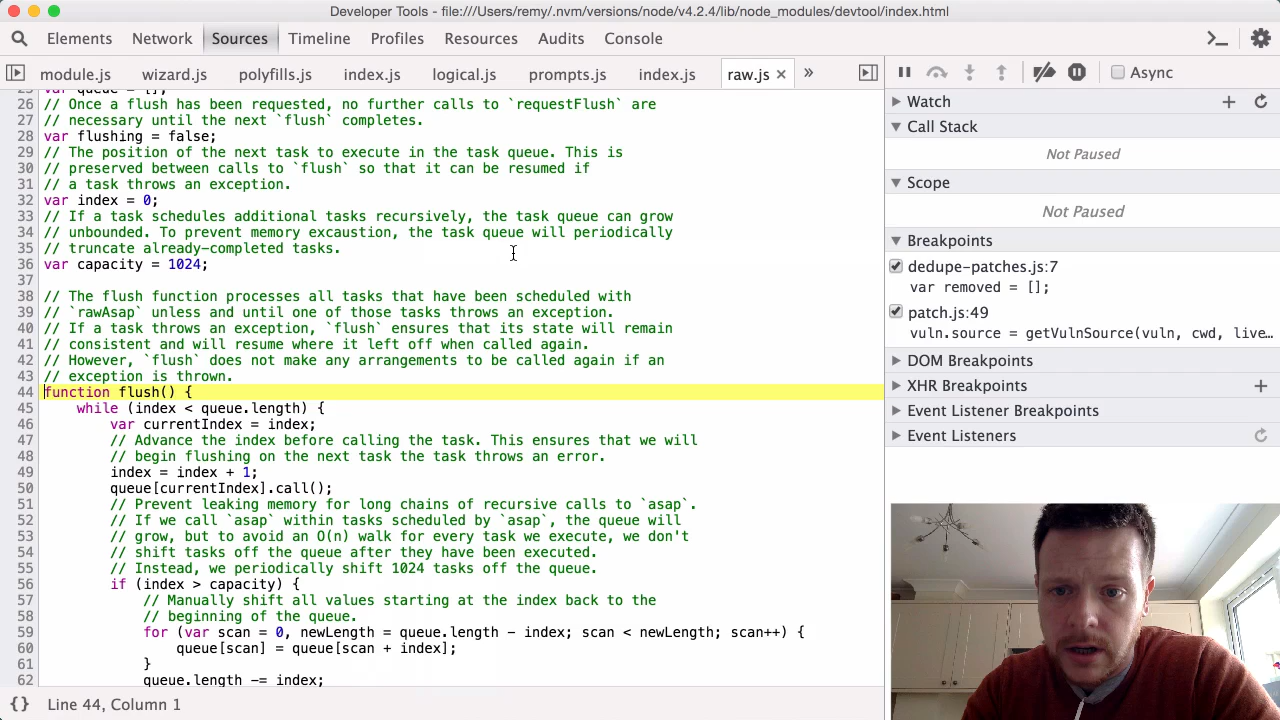 Developer Tools - file:///Users/remy/.nvm/versions/node/v4.2.4/lib/node_modules/devtool/index.html
Elements Network Sources Timeline Profiles Resources Audits Console
module.js wizard.js polyfills.js index.js logical.js prompts.js index.js raw.js × »
Async
26 // Once a flush has been requested, no further calls to `requestFlush` are
27 // necessary until the next `flush` completes.
28 var flushing = false;
29 // The position of the next task to execute in the task queue. This is
30 // preserved between calls to `flush` so that it can be resumed if
31 // a task throws an exception.
32 var index = 0;
33 // If a task schedules additional tasks recursively, the task queue can grow
34 // unbounded. To prevent memory excaustion, the task queue will periodically
35 // truncate already-completed tasks.
36 var capacity = 1024;
37
38 // The flush function processes all tasks that have been scheduled with
39 // `rawAsap` unless and until one of those tasks throws an exception.
40 // If a task throws an exception, `flush` ensures that its state will remain
41 // consistent and will resume where it left off when called again.
42 // However, `flush` does not make any arrangements to be called again if an
43 // exception is thrown.
44 function flush() {
45 while (index < queue.length) {
46 var currentIndex = index;
47 // Advance the index before calling the task. This ensures that we will
48 // begin flushing on the next task the task throws an error.
49 index = index + 1;
50 queue[currentIndex].call();
51 // Prevent leaking memory for long chains of recursive calls to `asap`.
52 // If we call `asap` within tasks scheduled by `asap`, the queue will
53 // grow, but to avoid an O(n) walk for every task we execute, we don't
54 // shift tasks off the queue after they have been executed.
55 // Instead, we periodically shift 1024 tasks off the queue.
56 if (index > capacity) {
57 // Manually shift all values starting at the index back to the
58 // beginning of the queue.
59 for (var scan = 0, newLength = queue.length - index; scan < newLength; scan++) {
60 queue[scan] = queue[scan + index];
61 }
62 queue.length -= index;
{} Line 44, Column 1
Watch
Call Stack
Not Paused
Scope
Not Paused
Breakpoints
dedupe-patches.js:7
var removed = [];
patch.js:49
vuln.source = getVulnSource(vuln, cwd, live…
DOM Breakpoints
XHR Breakpoints
Event Listener Breakpoints
Event Listeners